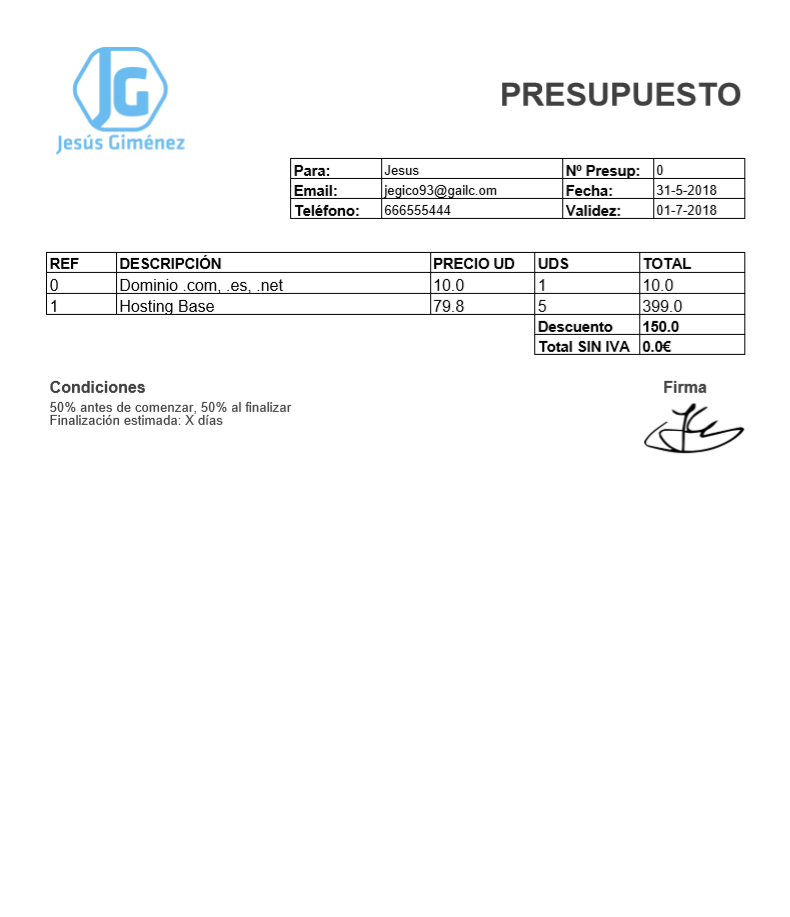 JG
Jesús Giménez
PRESUPUESTO
Para: Jesus Nº Presup: 0
Email: jegico93@gailc.om Fecha: 31-5-2018
Teléfono: 666555444 Validez: 01-7-2018
REF DESCRIPCIÓN PRECIO UD UDS TOTAL
0 Dominio .com, .es, .net 10.0 1 10.0
1 Hosting Base 79.8 5 399.0
Descuento 150.0
Total SIN IVA 0.0€
Condiciones Firma
50% antes de comenzar, 50% al finalizar
Finalización estimada: X días